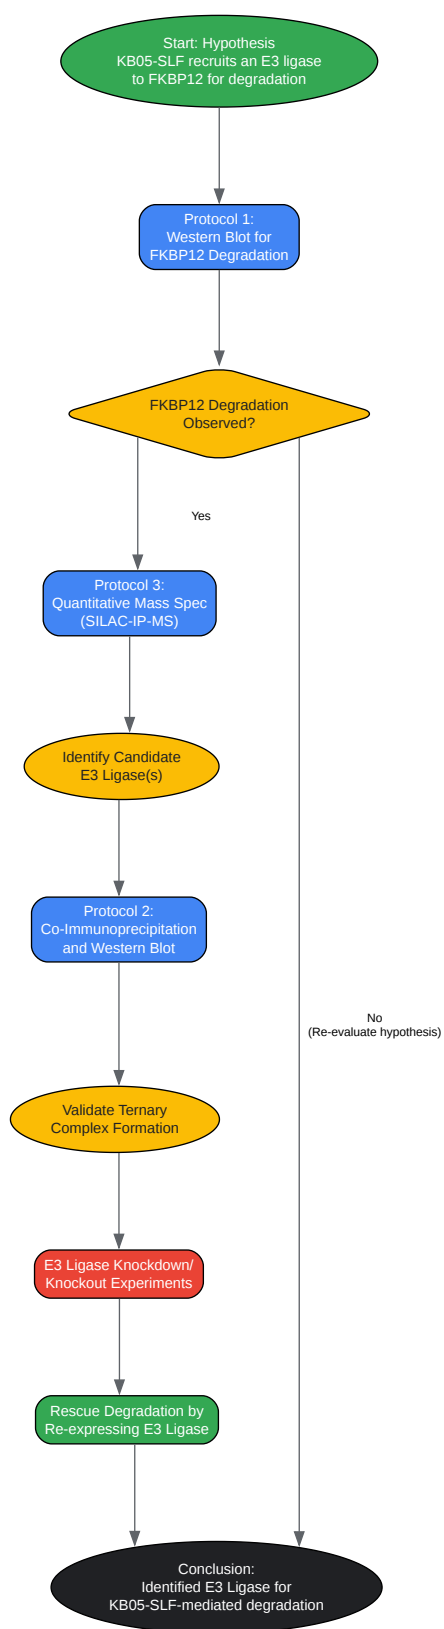 Start: Hypothesis
KB05-SLF recruits an E3 ligase
to FKBP12 for degradation
Protocol 1:
Western Blot for
FKBP12 Degradation
FKBP12 Degradation
Observed?
Yes
Protocol 3:
Quantitative Mass Spec
(SILAC-IP-MS)
Identify Candidate
E3 Ligase(s)
Protocol 2:
Co-Immunoprecipitation
and Western Blot
No
(Re-evaluate hypothesis)
Validate Ternary
Complex Formation
E3 Ligase Knockdown/
Knockout Experiments
Rescue Degradation by
Re-expressing E3 Ligase
Conclusion:
Identified E3 Ligase for
KB05-SLF-mediated degradation